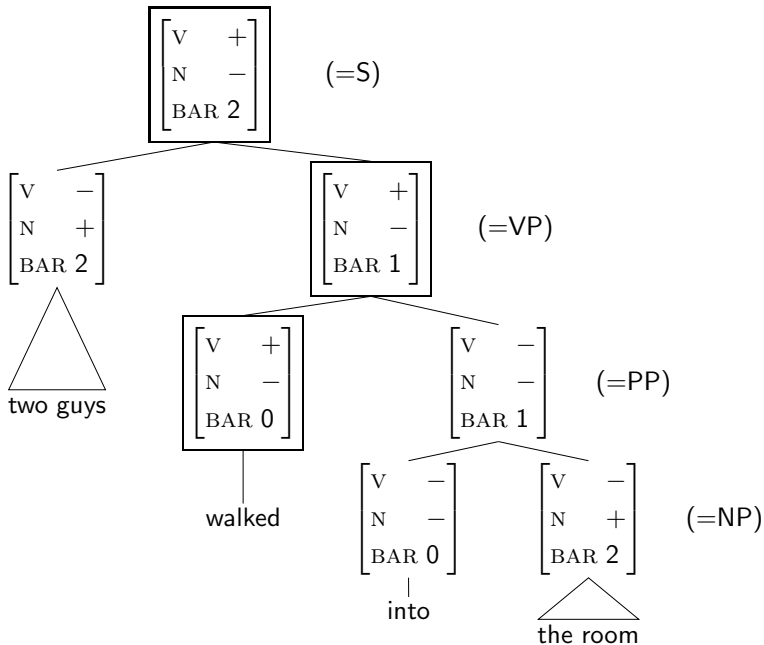 V +
N − (=S)
BAR 2
V − V +
N + N − (=VP)
BAR 2 BAR 1
V + V −
N − N − (=PP)
two guys BAR 0 BAR 1
V − V −
walked N − N + (=NP)
BAR 0 BAR 2
into
the room